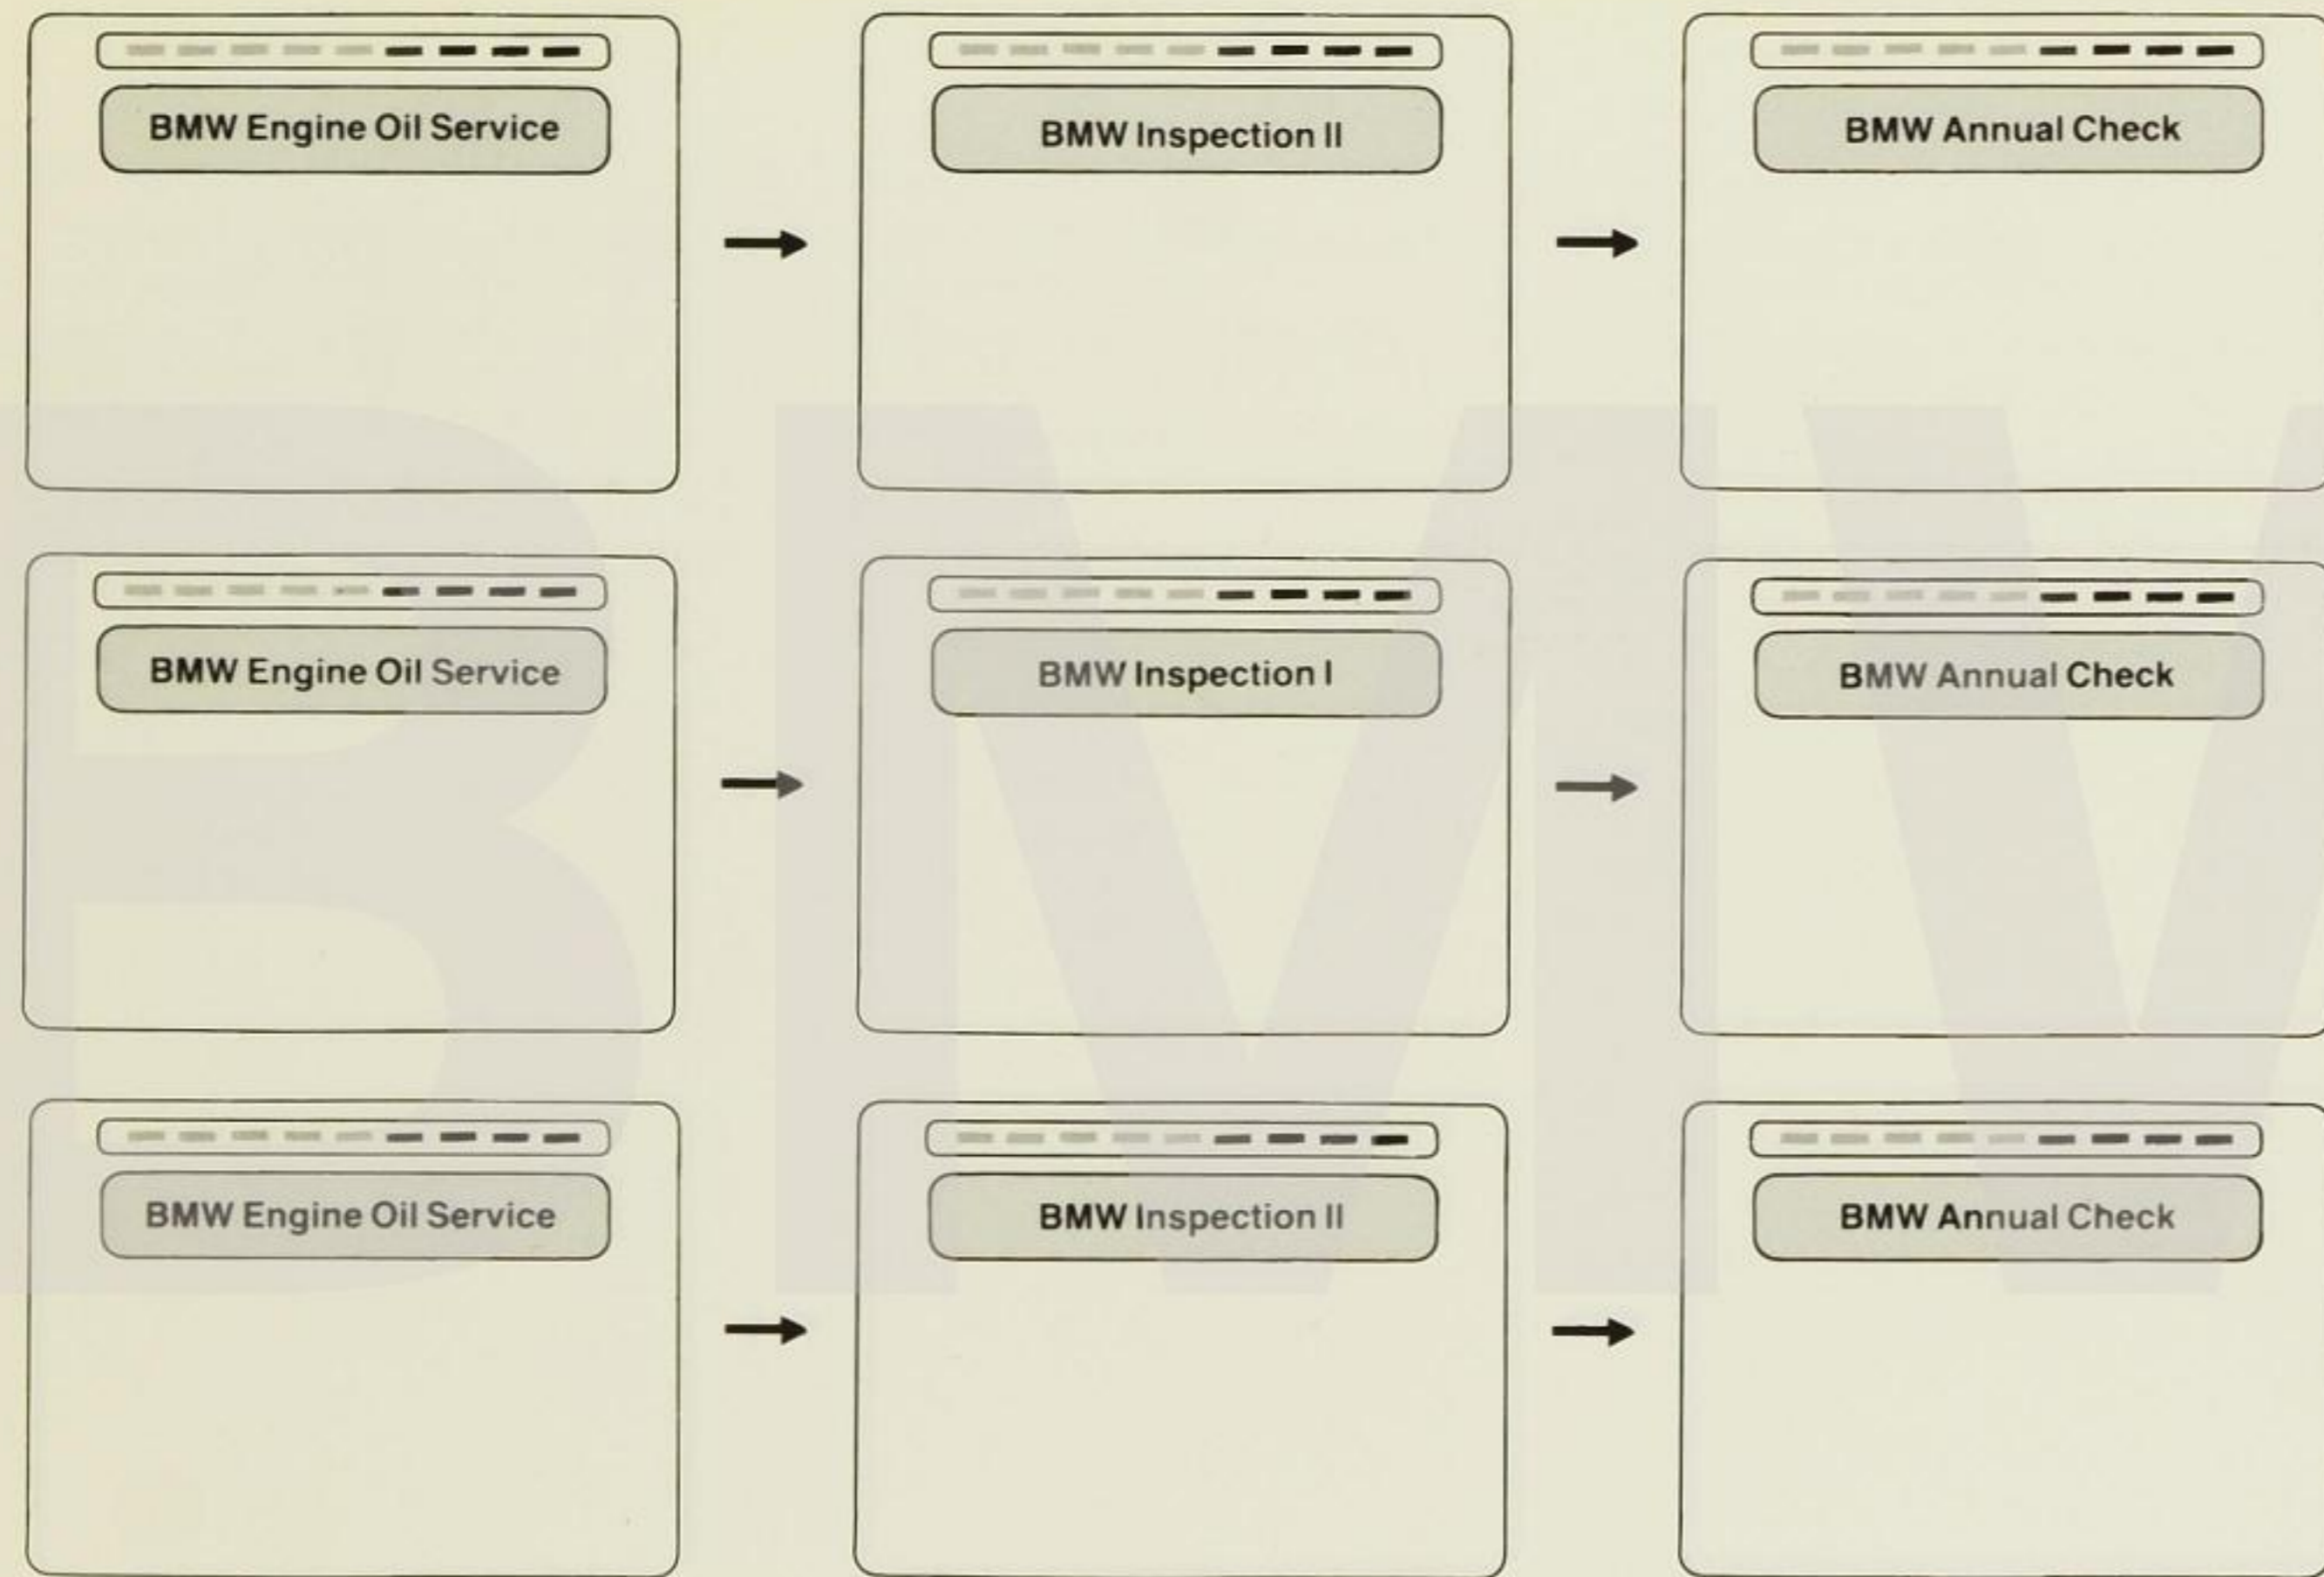 BMW Engine Oil Service
BMW Inspection II
BMW Annual Check
BMW Engine Oil Service
BMW Inspection I
BMW Annual Check
BMW Engine Oil Service
BMW Inspection II
BMW Annual Check
BMW